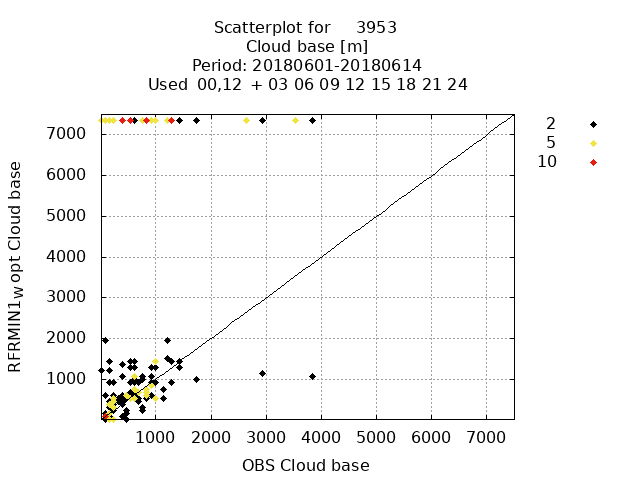 Scatterplot for 3953
Cloud base [m]
Period: 20180601-20180614
Used 00,12 + 03 06 09 12 15 18 21 24
2
5
10
7000
6000
5000
4000
3000
2000
1000
RFRMIN1wopt Cloud base
1000 2000 3000 4000 5000 6000 7000
OBS Cloud base